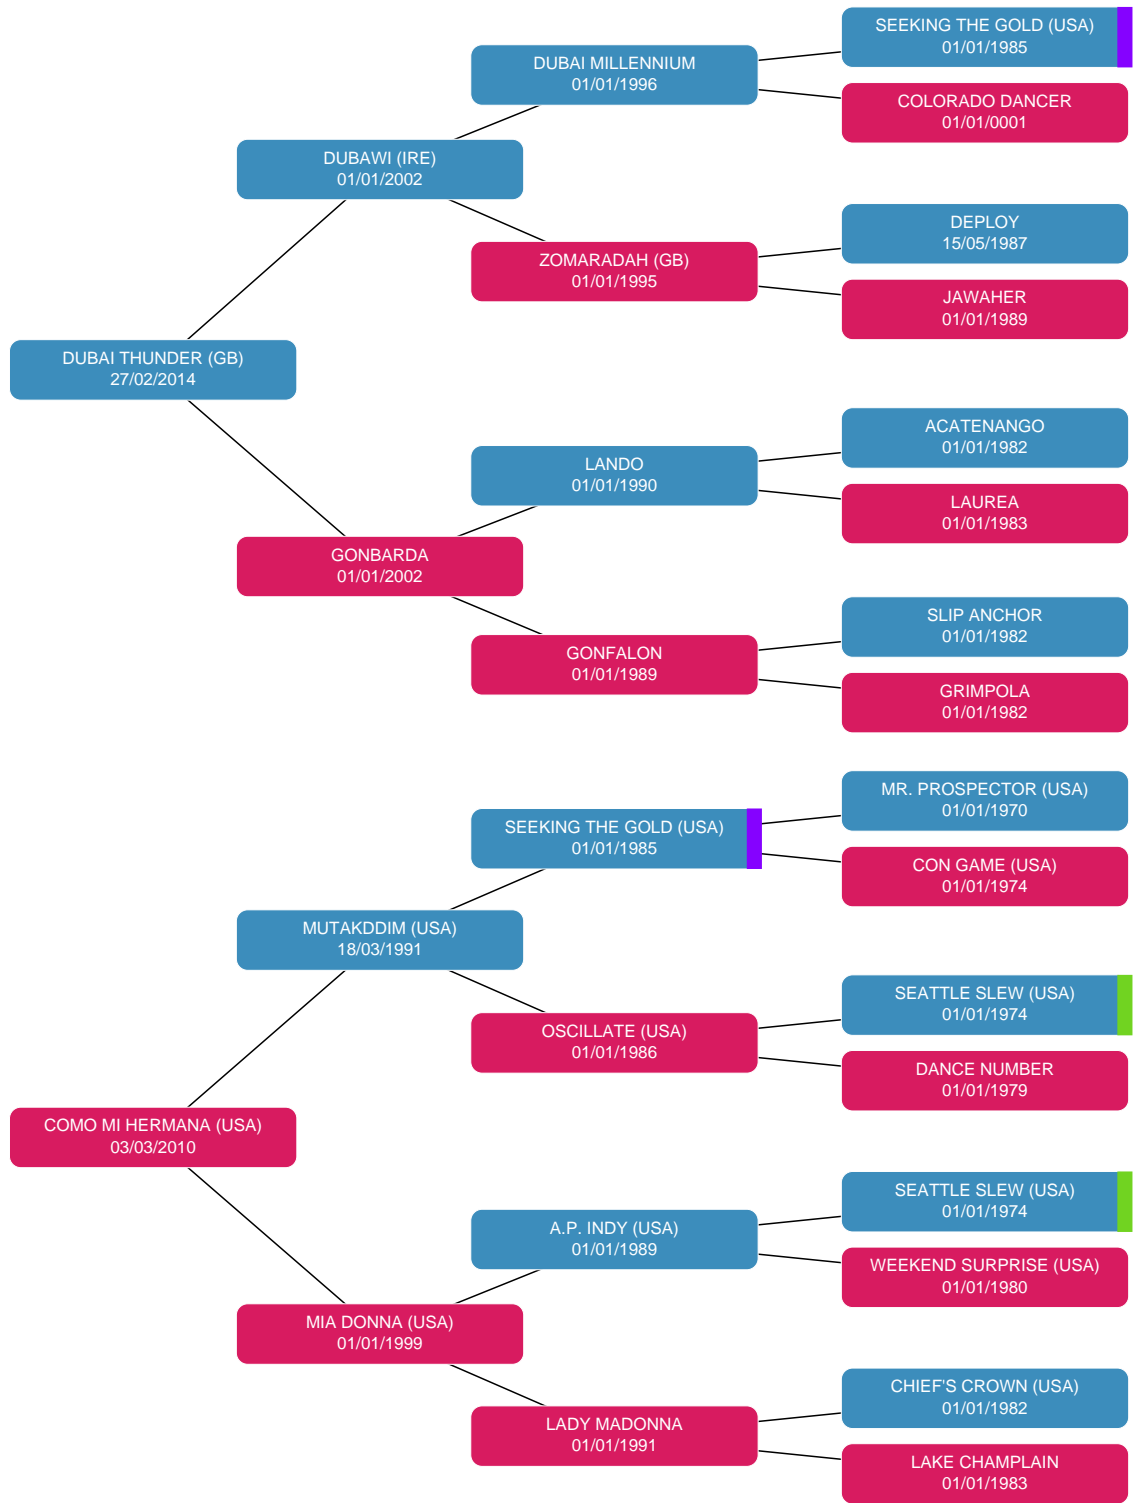 SEEKING THE GOLD (USA)
01/01/1985
DUBAI MILLENNIUM
01/01/1996
COLORADO DANCER
01/01/0001
DUBAWI (IRE)
01/01/2002
DEPLOY
15/05/1987
ZOMARADAH (GB)
01/01/1995
JAWAHER
01/01/1989
DUBAI THUNDER (GB)
27/02/2014
ACATENANGO
01/01/1982
LANDO
01/01/1990
LAUREA
01/01/1983
GONBARDA
01/01/2002
SLIP ANCHOR
01/01/1982
GONFALON
01/01/1989
GRIMPOLA
01/01/1982
MR. PROSPECTOR (USA)
01/01/1970
SEEKING THE GOLD (USA)
01/01/1985
CON GAME (USA)
01/01/1974
MUTAKDDIM (USA)
18/03/1991
SEATTLE SLEW (USA)
01/01/1974
OSCILLATE (USA)
01/01/1986
DANCE NUMBER
01/01/1979
COMO MI HERMANA (USA)
03/03/2010
SEATTLE SLEW (USA)
01/01/1974
A.P. INDY (USA)
01/01/1989
WEEKEND SURPRISE (USA)
01/01/1980
MIA DONNA (USA)
01/01/1999
CHIEF'S CROWN (USA)
01/01/1982
LADY MADONNA
01/01/1991
LAKE CHAMPLAIN
01/01/1983